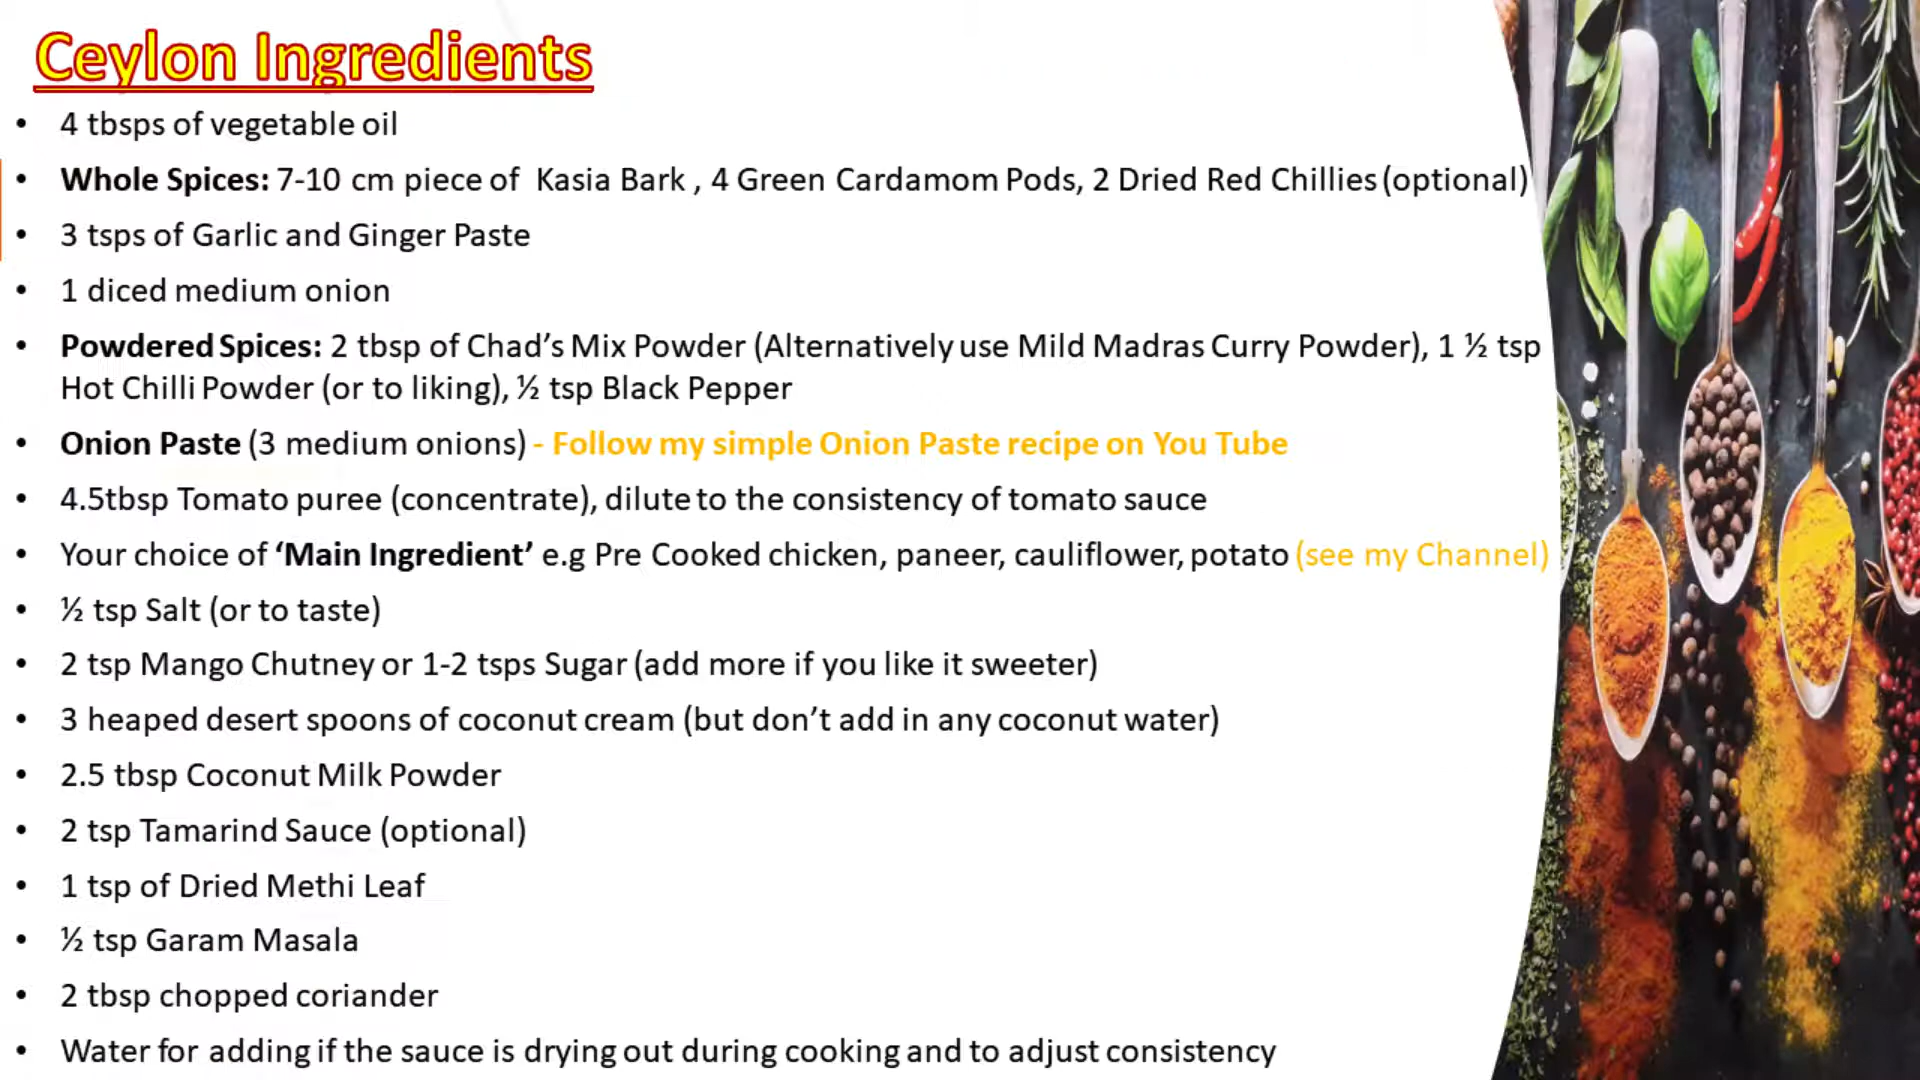 Ceylon Ingredients
• 4 tbsps of vegetable oil
• Whole Spices: 7-10 cm piece of Kasia Bark , 4 Green Cardamom Pods, 2 Dried Red Chillies (optional)
• 3 tsps of Garlic and Ginger Paste
• 1 diced medium onion
• Powdered Spices: 2 tbsp of Chad’s Mix Powder (Alternatively use Mild Madras Curry Powder), 1 ½ tsp
Hot Chilli Powder (or to liking), ½ tsp Black Pepper
• Onion Paste (3 medium onions) - Follow my simple Onion Paste recipe on You Tube
• 4.5tbsp Tomato puree (concentrate), dilute to the consistency of tomato sauce
• Your choice of ‘Main Ingredient’ e.g Pre Cooked chicken, paneer, cauliflower, potato (see my Channel)
• ½ tsp Salt (or to taste)
• 2 tsp Mango Chutney or 1-2 tsps Sugar (add more if you like it sweeter)
• 3 heaped desert spoons of coconut cream (but don’t add in any coconut water)
• 2.5 tbsp Coconut Milk Powder
• 2 tsp Tamarind Sauce (optional)
• 1 tsp of Dried Methi Leaf
• ½ tsp Garam Masala
• 2 tbsp chopped coriander
• Water for adding if the sauce is drying out during cooking and to adjust consistency